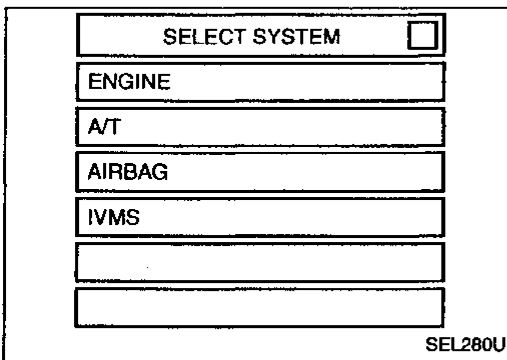 SELECT SYSTEM
ENGINE
A/T
AIRBAG
IVMS
SEL280U